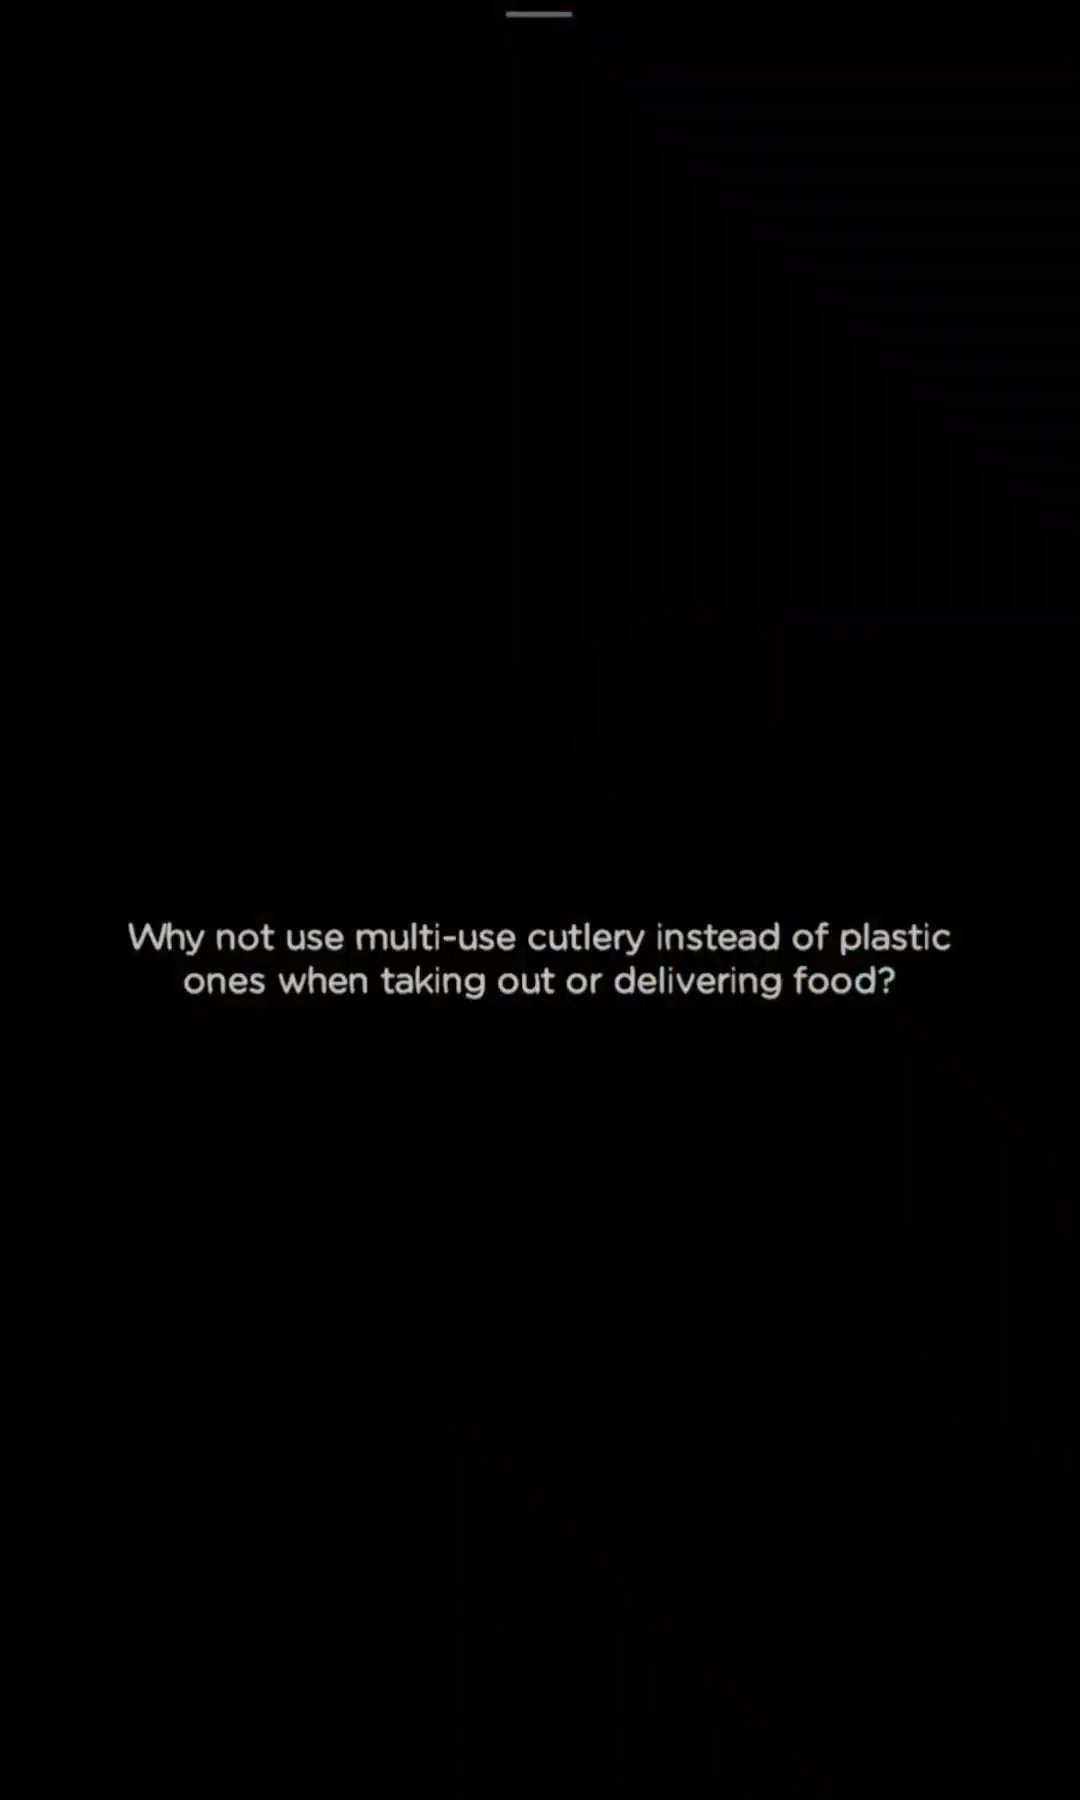 Why not use multi-use cutlery instead of plastic
ones when taking out or delivering food?